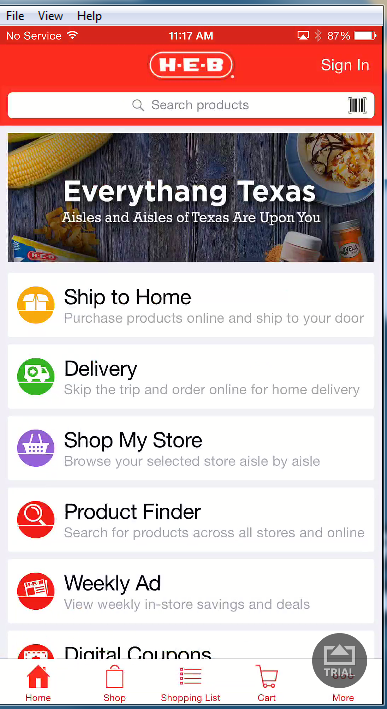 File View Help
No Service 11:17 AM 87%
H-E-B
Sign In
Search products
Everythang Texas
Aisles and Aisles of Texas Are Upon You
Ship to Home
Purchase products online and ship to your door
Delivery
Skip the trip and order online for home delivery
Shop My Store
Browse your selected store aisle by aisle
Product Finder
Search for products across all stores and online
Weekly Ad
View weekly in-store savings and deals
Digital Coupons
TRIAL
Home Shop Shopping List Cart More